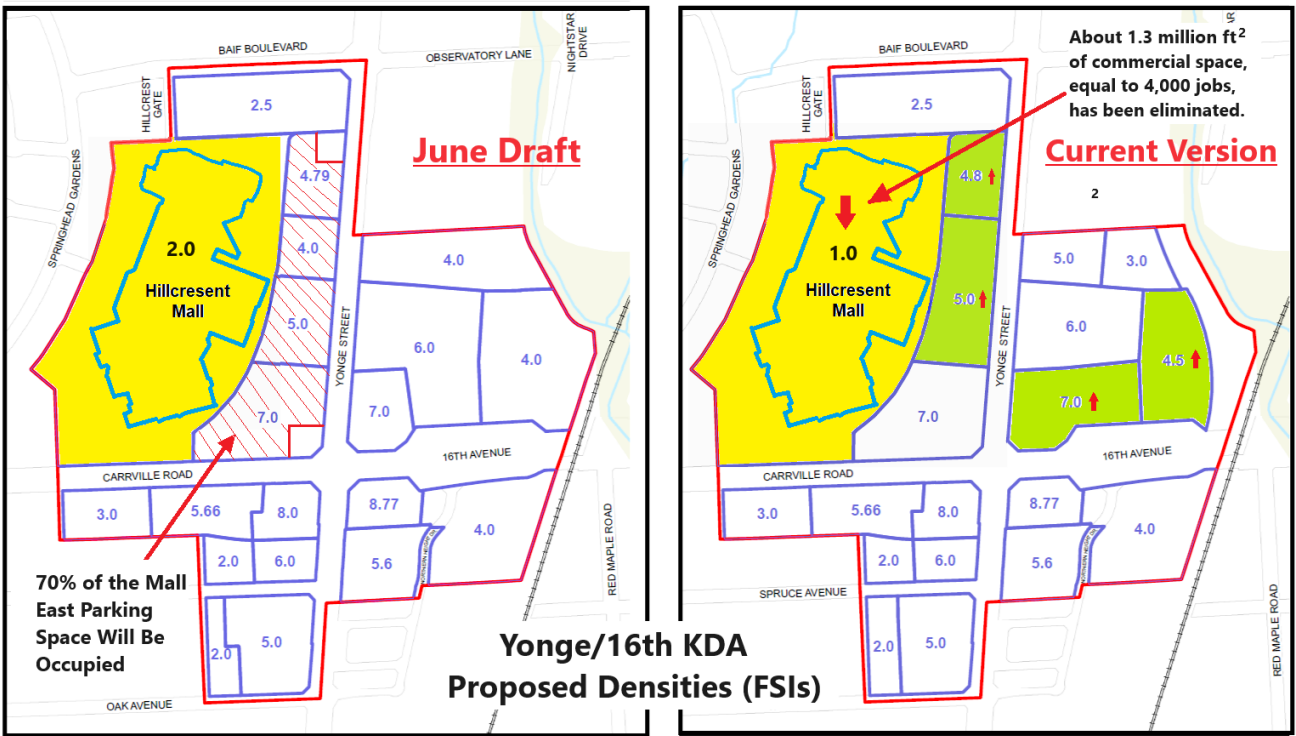 BAIF BOULEVARD
OBSERVATORY LANE
NIGHTSTAR
DRIVE
HILLCREST
GATE
SPRINGHEAD GARDENS
2.5
June Draft
4.79
2.0
Hillcresent
Mall
4.0
4.0
5.0
YONGE STREET
6.0
4.0
7.0
7.0
16TH AVENUE
CARRVILLE ROAD
3.0
5.66
8.0
8.77
4.0
2.0
6.0
5.6
NORTHERN HEIGHTS DR
RED MAPLE ROAD
70% of the Mall
East Parking
Space Will Be
Occupied
2.0
5.0
OAK AVENUE
Yonge/16th KDA
Proposed Densities (FSIs)
BAIF BOULEVARD
AR
HILLCREST
GATE
SPRINGHEAD GARDENS
About 1.3 million ft²
of commercial space,
equal to 4,000 jobs,
has been eliminated.
2.5
Current Version
4.8
2
1.0
Hillcresent
Mall
5.0
5.0
3.0
YONGE STREET
6.0
4.5
7.0
7.0
16TH AVENUE
CARRVILLE ROAD
3.0
5.66
8.0
8.77
4.0
2.0
6.0
5.6
NORTHERN HEIGHTS DR
SPRUCE AVENUE
RED MAPLE ROAD
2.0
5.0